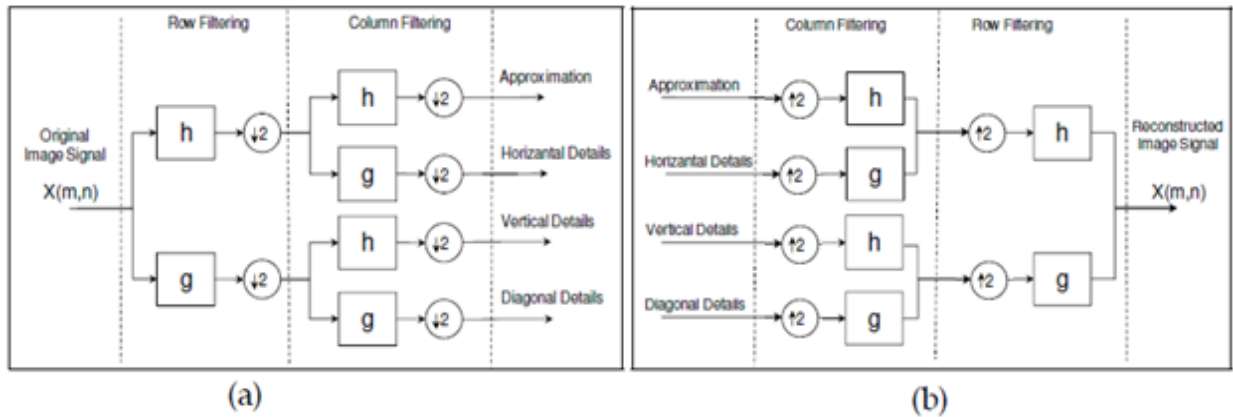 Row Filtering
Column Filtering
Original
Image Signal
X(m,n)
h
↓2
g
↓2
h
↓2
Approximation
g
↓2
Horizantal Details
h
↓2
Vertical Details
g
↓2
Diagonal Details
(a)
Column Filtering
Row Filtering
Approximation
↑2
h
Horizantal Details
↑2
g
Vertical Details
↑2
h
Diagonal Details
↑2
g
↑2
h
↑2
g
Reconstructed
Image Signal
X(m,n)
(b)